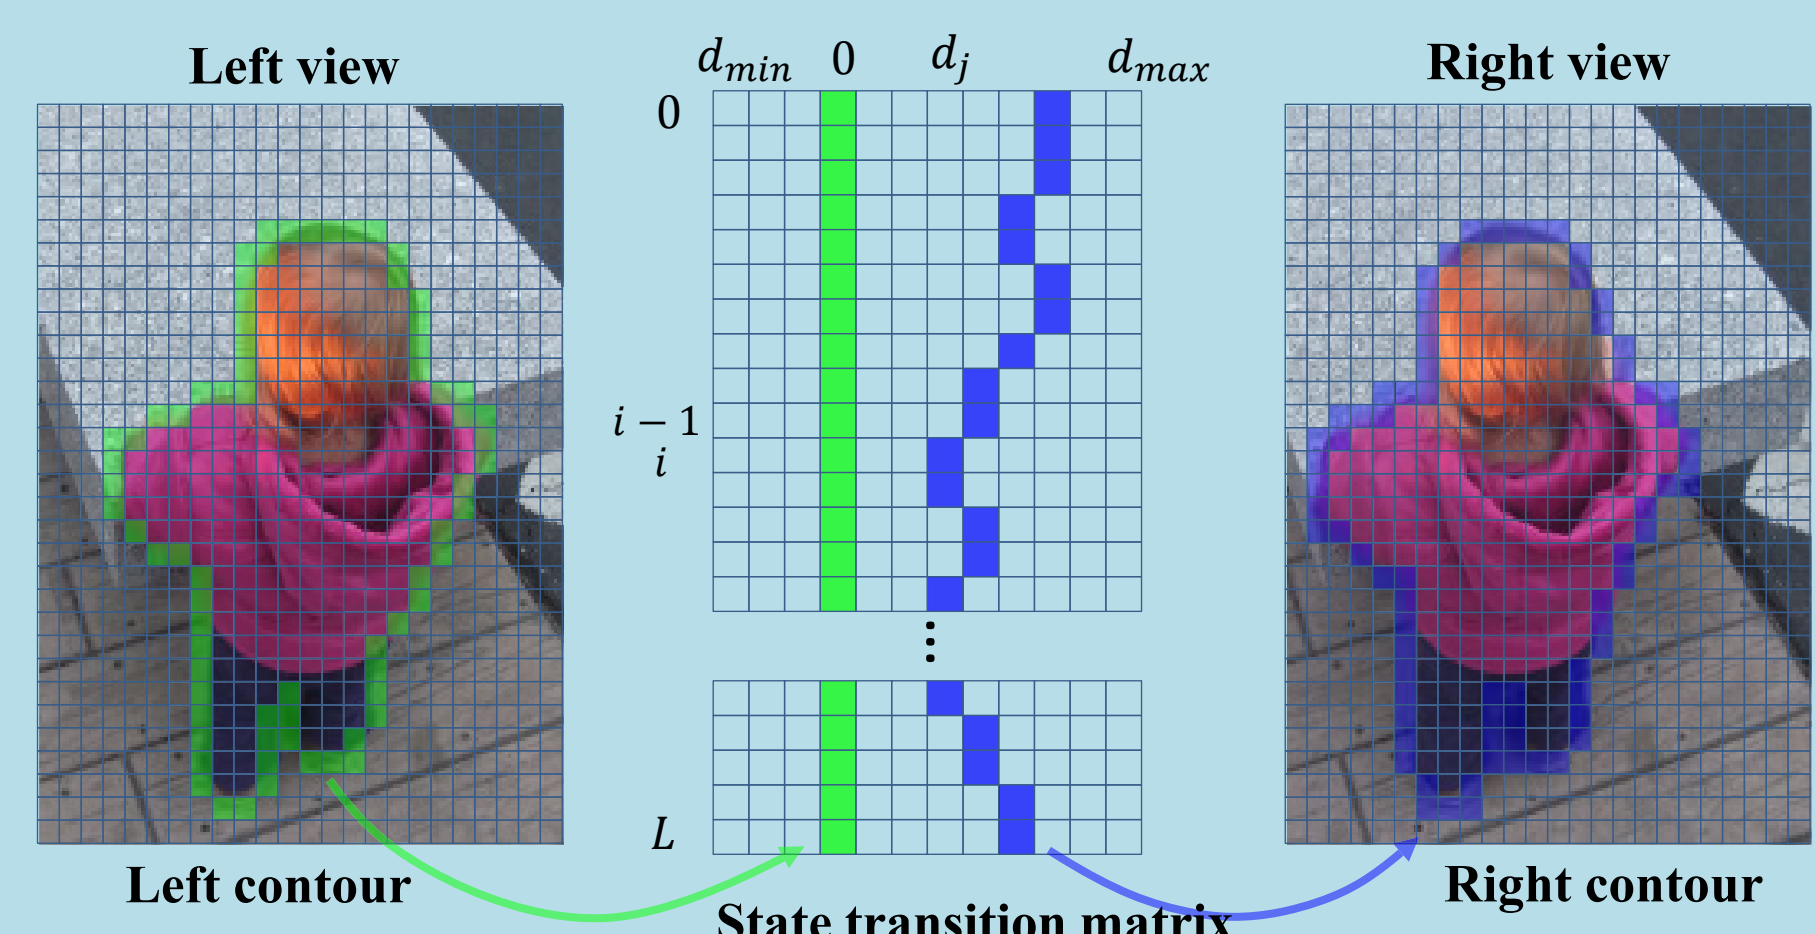 Left view
d_min 0 d_j d_max
Right view
0
i − 1
i
⋮
L
Left contour
Right contour
State transition matrix